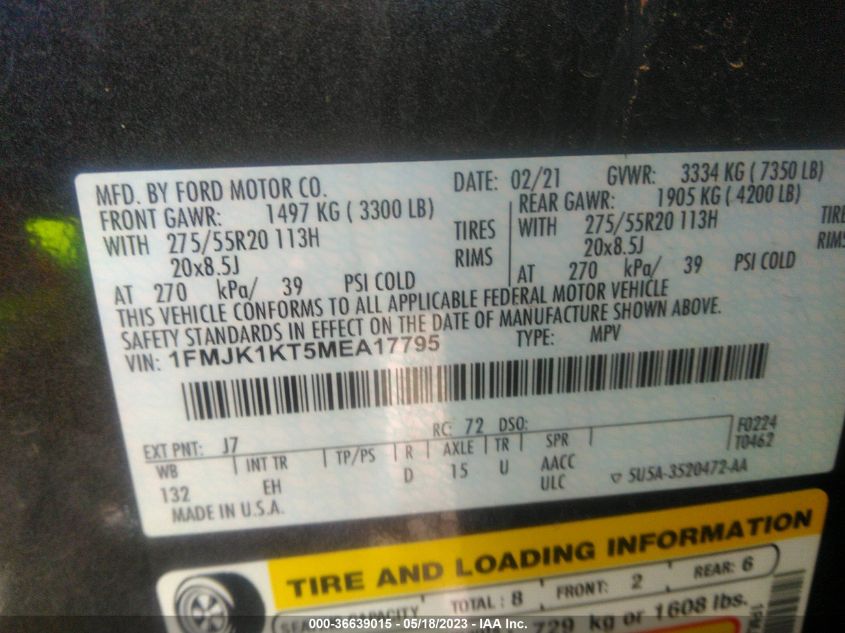 MFD. BY FORD MOTOR CO. DATE: 02/21 GVWR: 3334 KG ( 7350 LB)
FRONT GAWR: 1497 KG ( 3300 LB) REAR GAWR: 1905 KG ( 4200 LB)
WITH 275/55R20 113H TIRES WITH 275/55R20 113H TIRE
20x8.5J RIMS 20x8.5J RIMS
AT 270 kPa/ 39 PSI COLD AT 270 kPa/ 39 PSI COLD
THIS VEHICLE CONFORMS TO ALL APPLICABLE FEDERAL MOTOR VEHICLE
SAFETY STANDARDS IN EFFECT ON THE DATE OF MANUFACTURE SHOWN ABOVE.
VIN: 1FMJK1KT5MEA17795 TYPE: MPV
EXT PNT: J7 RC: 72 DSO: F0224
WB INT TR TP/PS R AXLE TR SPR T0462
132 EH D 15 U AACC
ULC 5U5A-3520472-AA
MADE IN U.S.A.
TIRE AND LOADING INFORMATION
CAPACITY TOTAL : 8 FRONT: 2 REAR: 6
729 kg or 1608 lbs.
000-36639015 - 05/18/2023 - IAA Inc.